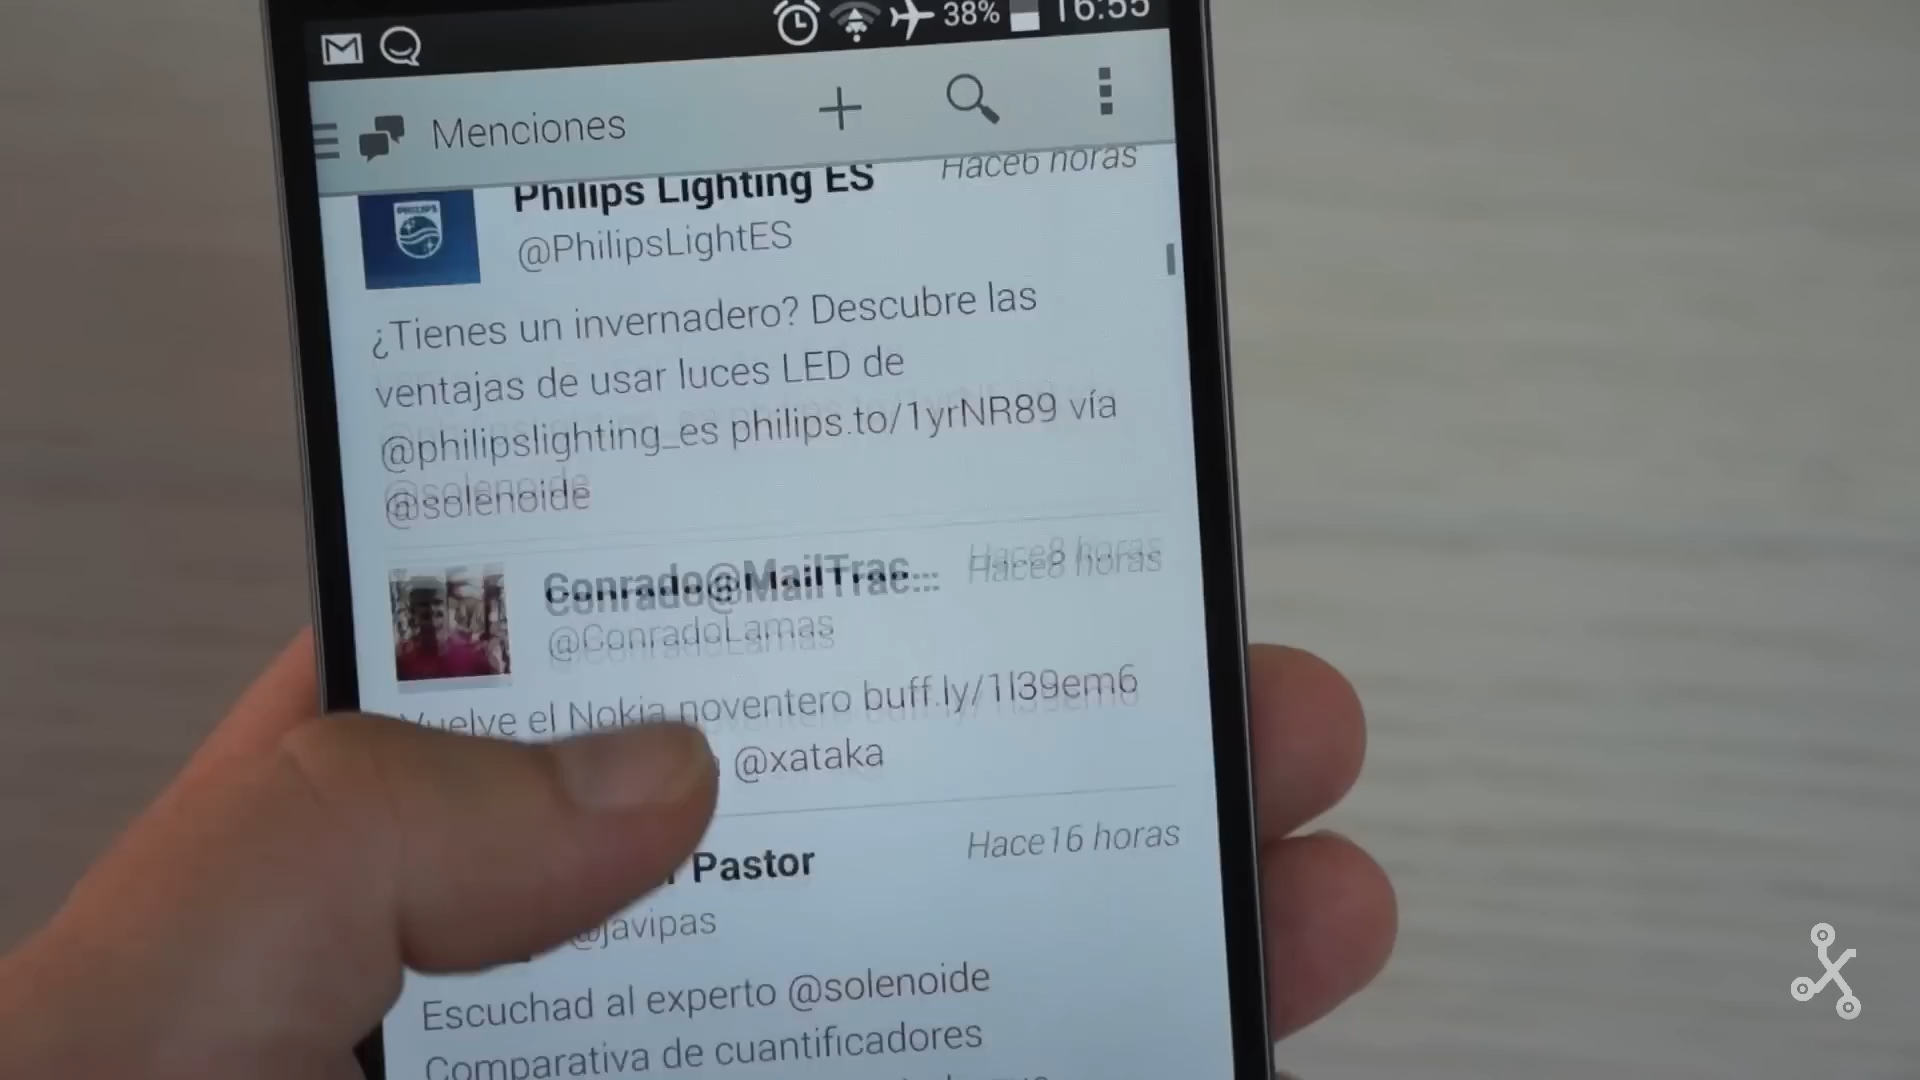 38% 16:55
Menciones
Philips Lighting ES Hace6 horas
@PhilipsLightES
¿Tienes un invernadero? Descubre las
ventajas de usar luces LED de
@philipslighting_es philips.to/1yrNR89 vía
@solenoide
Conrado@MailTrac... Hace8 horas
@ConradoLamas
Vuelve el Nokia noventero buff.ly/1l39em6
@xataka
Pastor Hace16 horas
@javipas
Escuchad al experto @solenoide
Comparativa de cuantificadores